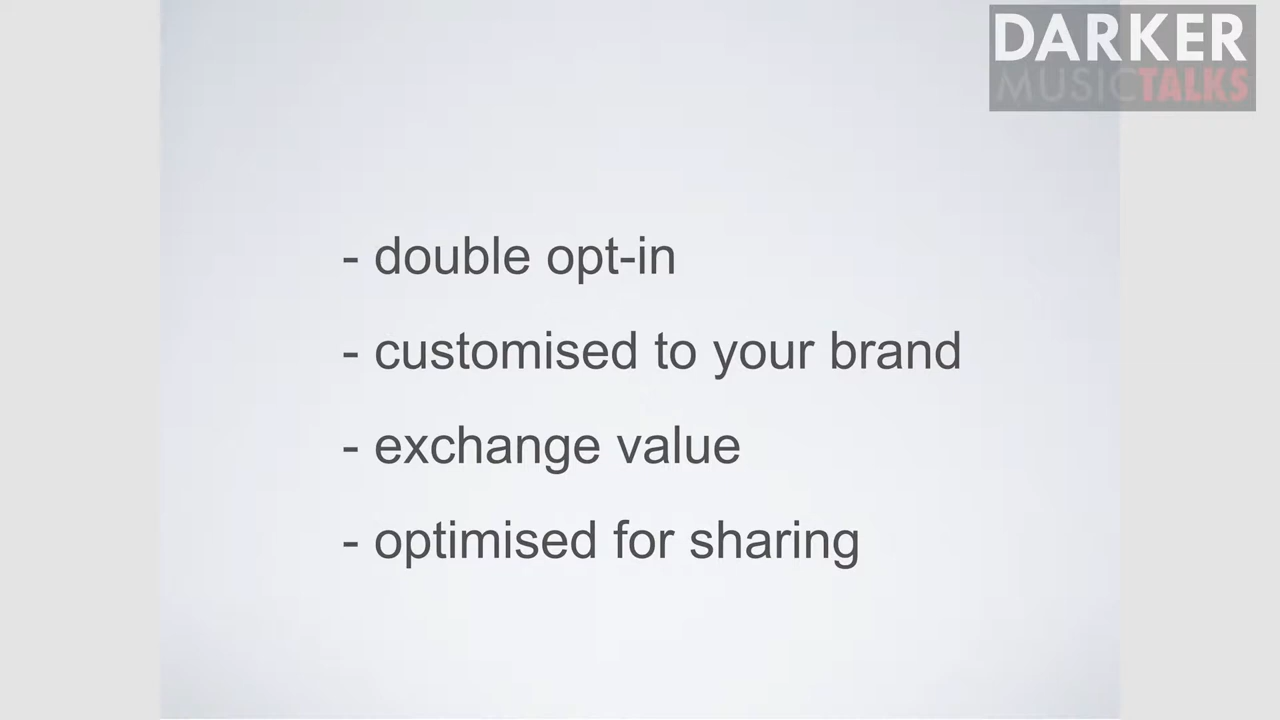 DARKER
MUSICTALKS
- double opt-in
- customised to your brand
- exchange value
- optimised for sharing